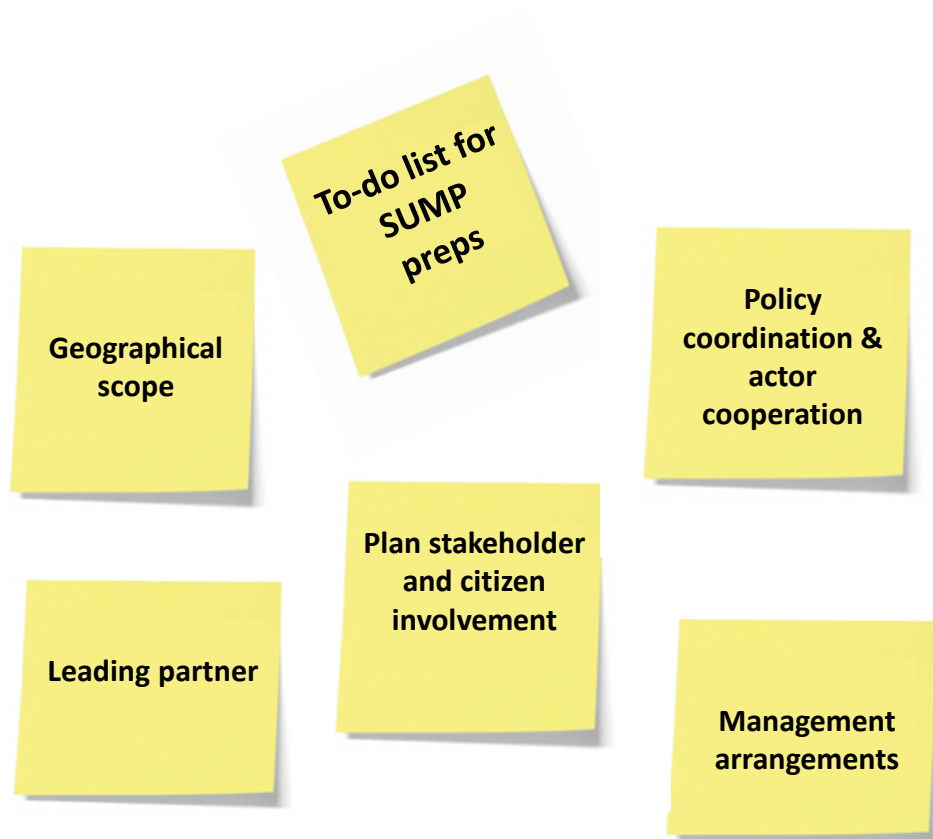 To-do list for
SUMP
preps
Geographical
scope
Policy
coordination &
actor
cooperation
Plan stakeholder
and citizen
involvement
Leading partner
Management
arrangements